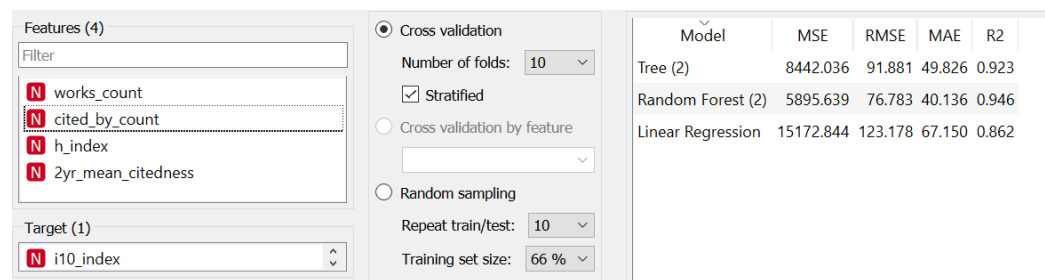 Features (4)
Filter
N works_count
N cited_by_count
N h_index
N 2yr_mean_citedness
Target (1)
N i10_index
Cross validation
Number of folds: 10
Stratified
Cross validation by feature
Random sampling
Repeat train/test: 10
Training set size: 66 %
Model MSE RMSE MAE R2
Tree (2) 8442.036 91.881 49.826 0.923
Random Forest (2) 5895.639 76.783 40.136 0.946
Linear Regression 15172.844 123.178 67.150 0.862